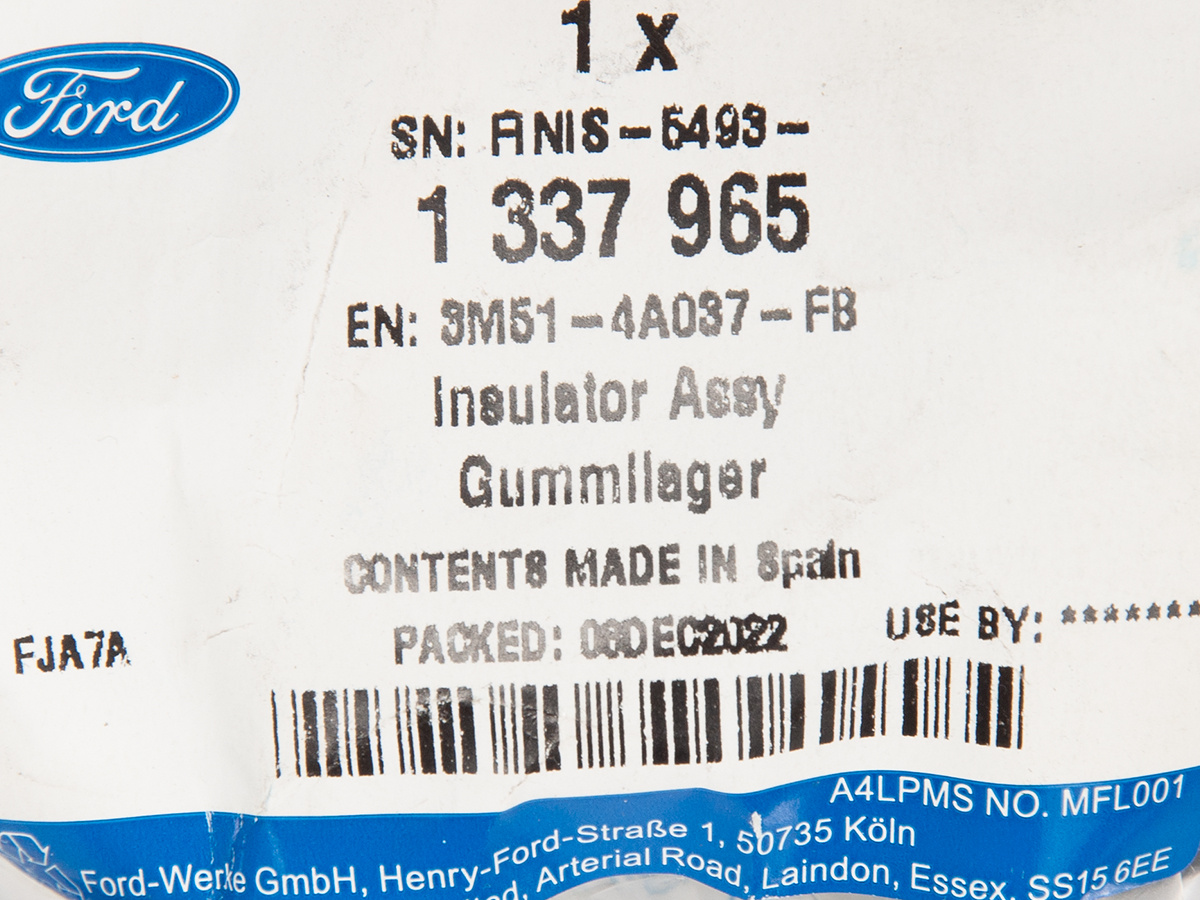 1 x
Ford
SN: FINIS-5493-
1 337 965
EN: 3M51-4A037-FB
Insulator Assy
Gummilager
CONTENTS MADE IN Spain
PACKED: DEC2022
USE BY: *******
FJA7A
A4LPMS NO. MFL001
Ford-Werke GmbH, Henry-Ford-Straße 1, 50735 Köln
Arterial Road, Laindon, Essex, SS15 6EE